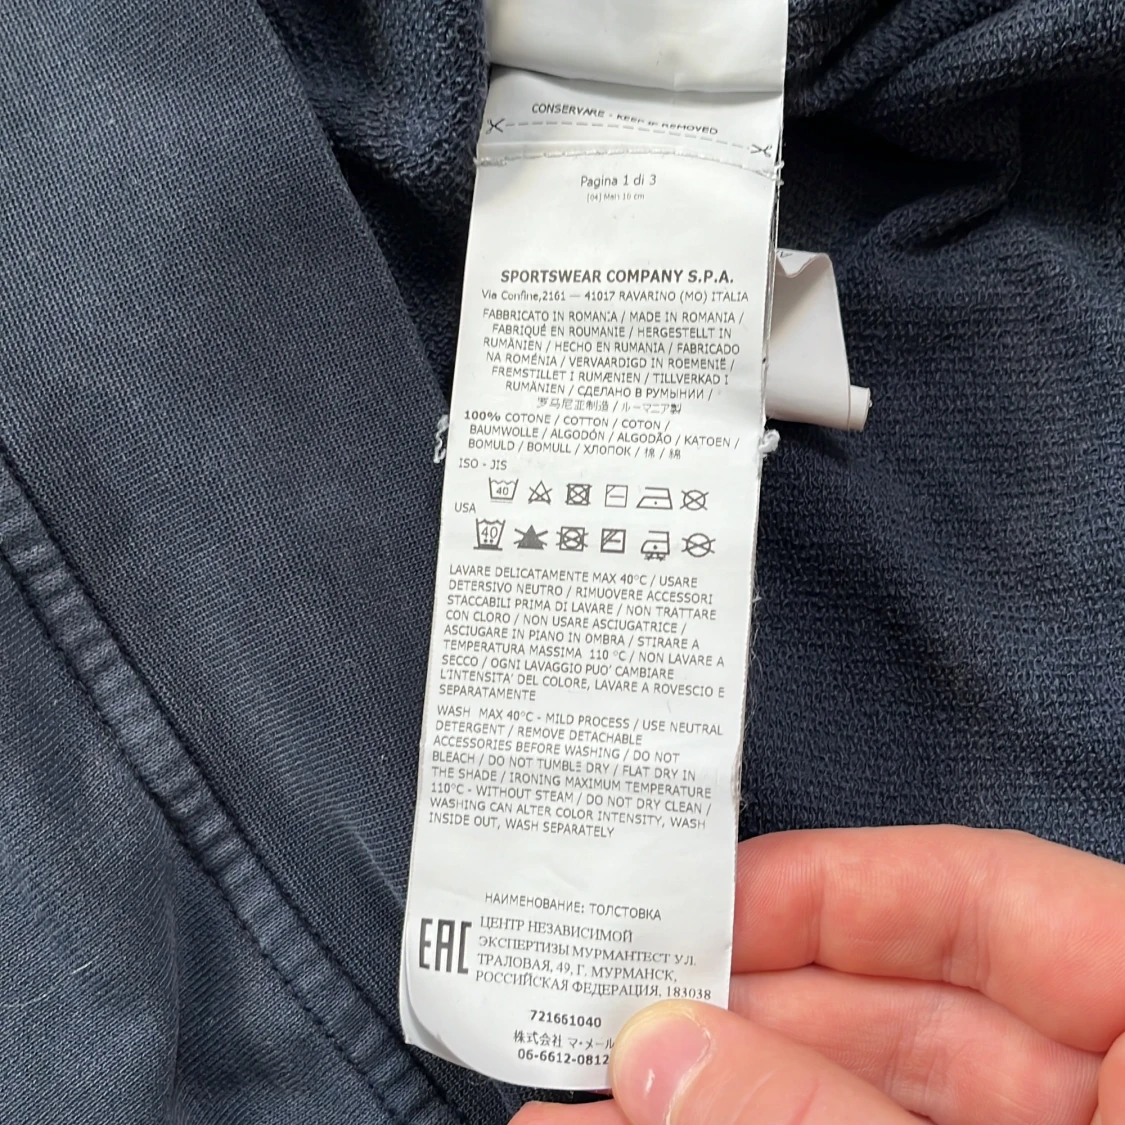 CONSERVARE - KEEP IF REMOVED
Pagina 1 di 3
SPORTSWEAR COMPANY S.P.A.
Via Confine,2161 — 41017 RAVARINO (MO) ITALIA
FABBRICATO IN ROMANIA / MADE IN ROMANIA /
FABRIQUÉ EN ROUMANIE / HERGESTELLT IN
RUMÄNIEN / HECHO EN RUMANIA / FABRICADO
NA ROMÉNIA / VERVAARDIGD IN ROEMENIË /
FREMSTILLET I RUMÆNIEN / TILLVERKAD I
RUMÄNIEN / СДЕЛАНО В РУМЫНИИ /
罗马尼亚制造 / ルーマニア製
100% COTONE / COTTON / COTON /
BAUMWOLLE / ALGODÓN / ALGODÃO / KATOEN /
BOMULD / BOMULL / ХЛОПОК / 棉 / 綿
ISO - JIS
40
USA
40
LAVARE DELICATAMENTE MAX 40°C / USARE
DETERSIVO NEUTRO / RIMUOVERE ACCESSORI
STACCABILI PRIMA DI LAVARE / NON TRATTARE
CON CLORO / NON USARE ASCIUGATRICE /
ASCIUGARE IN PIANO IN OMBRA / STIRARE A
TEMPERATURA MASSIMA 110 °C / NON LAVARE A
SECCO / OGNI LAVAGGIO PUO' CAMBIARE
L'INTENSITA' DEL COLORE, LAVARE A ROVESCIO E
SEPARATAMENTE
WASH MAX 40°C - MILD PROCESS / USE NEUTRAL
DETERGENT / REMOVE DETACHABLE
ACCESSORIES BEFORE WASHING / DO NOT
BLEACH / DO NOT TUMBLE DRY / FLAT DRY IN
THE SHADE / IRONING MAXIMUM TEMPERATURE
110°C - WITHOUT STEAM / DO NOT DRY CLEAN /
WASHING CAN ALTER COLOR INTENSITY, WASH
INSIDE OUT, WASH SEPARATELY
НАИМЕНОВАНИЕ: ТОЛСТОВКА
EAC
ЦЕНТР НЕЗАВИСИМОЙ
ЭКСПЕРТИЗЫ МУРМАНТЕСТ УЛ.
ТРАЛОВАЯ, 49, Г. МУРМАНСК,
РОССИЙСКАЯ ФЕДЕРАЦИЯ, 183038
721661040
株式会社 マ・メール
06-6612-0812